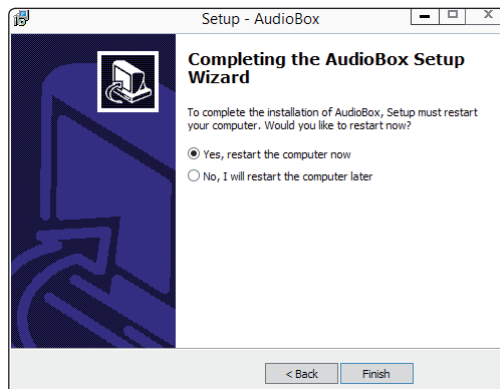 Setup - AudioBox
Completing the AudioBox Setup
Wizard
To complete the installation of AudioBox, Setup must restart
your computer. Would you like to restart now?
Yes, restart the computer now
No, I will restart the computer later
< Back
Finish